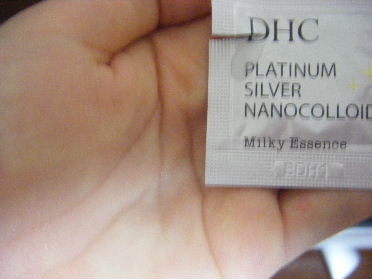 DHC
PLATINUM
SILVER
NANOCOLLOID
Milky Essence